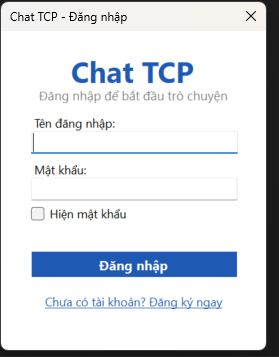 Chat TCP - Đăng nhập
Chat TCP
Đăng nhập để bắt đầu trò chuyện
Tên đăng nhập:
Mật khẩu:
Hiện mật khẩu
Đăng nhập
Chưa có tài khoản? Đăng ký ngay